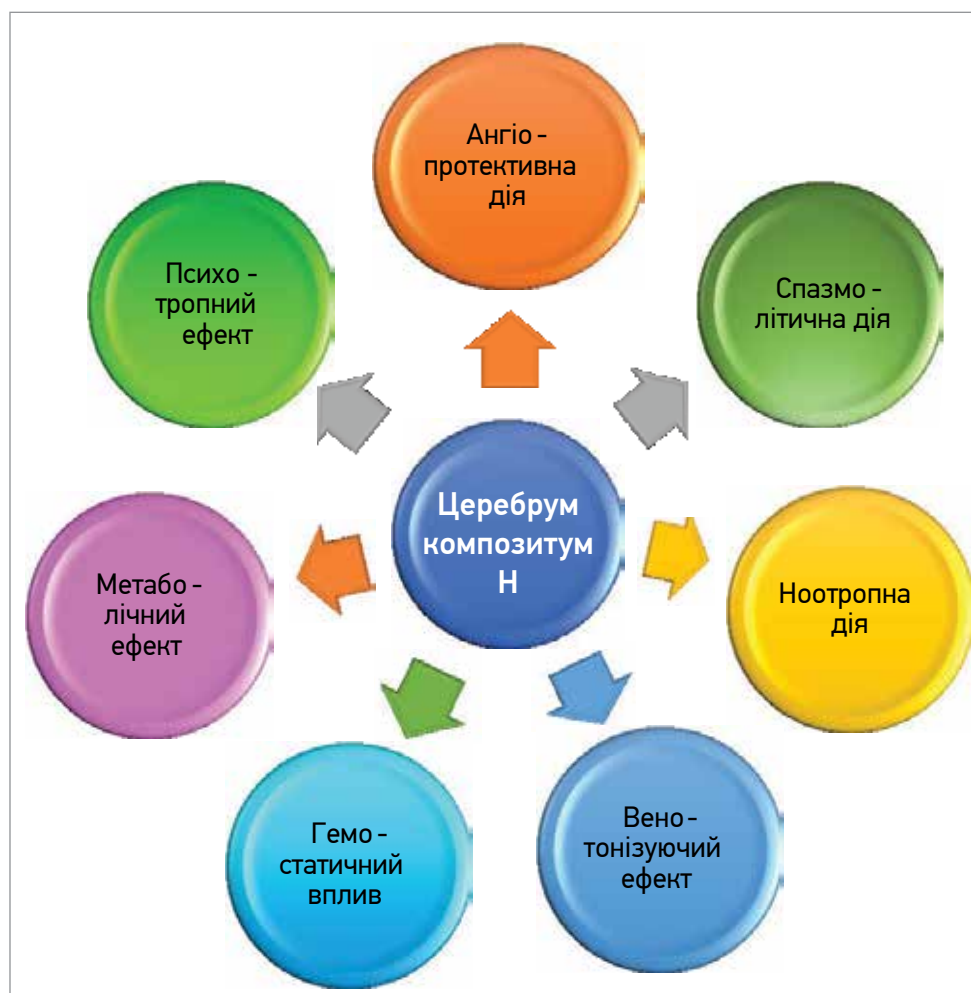 Ангіо -
протективна
дія
Психо -
тропний
ефект
Спазмо -
літична дія
Церебрум
композитум
Н
Метабо -
лічний
ефект
Ноотропна
дія
Гемо -
статичний
вплив
Вено -
тонізуючий
ефект